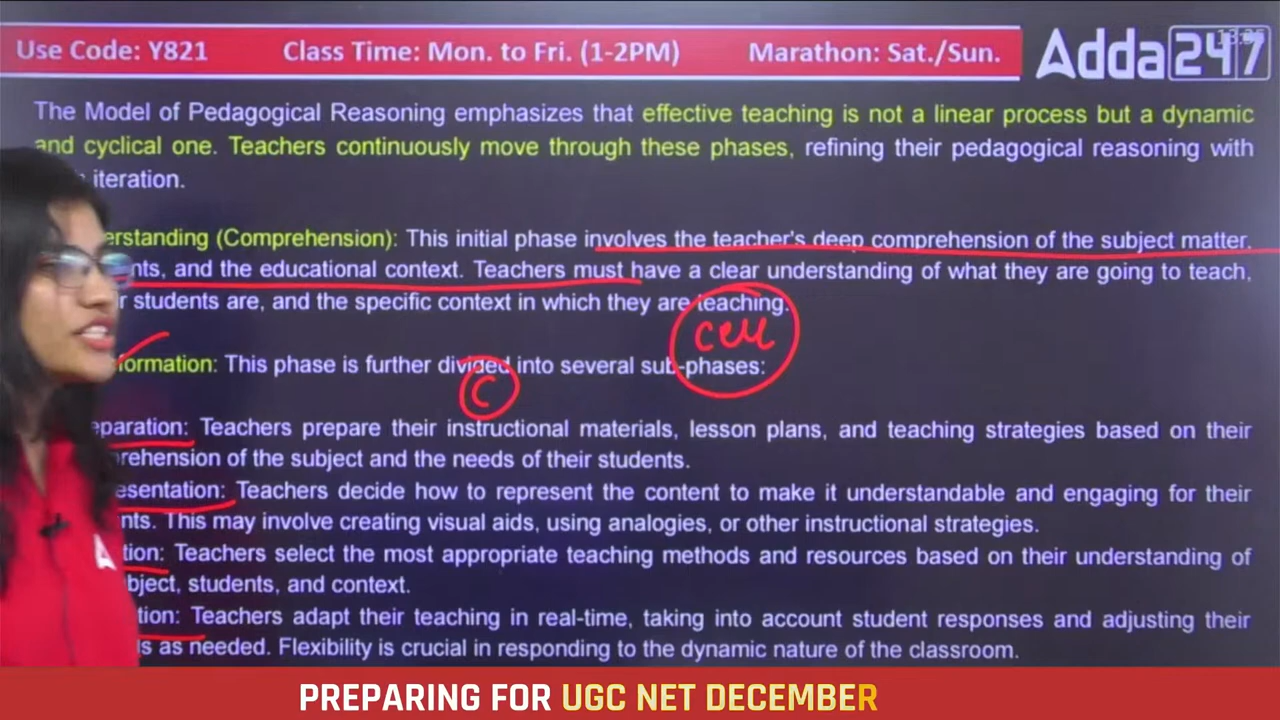 Use Code: Y821 Class Time: Mon. to Fri. (1-2PM) Marathon: Sat./Sun. Adda247
The Model of Pedagogical Reasoning emphasizes that effective teaching is not a linear process but a dynamic
and cyclical one. Teachers continuously move through these phases, refining their pedagogical reasoning with
iteration.
erstanding (Comprehension): This initial phase involves the teacher's deep comprehension of the subject matter,
nts, and the educational context. Teachers must have a clear understanding of what they are going to teach,
r students are, and the specific context in which they are teaching.
cell
formation: This phase is further divided into several sub-phases:
C
eparation: Teachers prepare their instructional materials, lesson plans, and teaching strategies based on their
rehension of the subject and the needs of their students.
esentation: Teachers decide how to represent the content to make it understandable and engaging for their
nts. This may involve creating visual aids, using analogies, or other instructional strategies.
tion: Teachers select the most appropriate teaching methods and resources based on their understanding of
bject, students, and context.
tion: Teachers adapt their teaching in real-time, taking into account student responses and adjusting their
ls as needed. Flexibility is crucial in responding to the dynamic nature of the classroom.
PREPARING FOR UGC NET DECEMBER